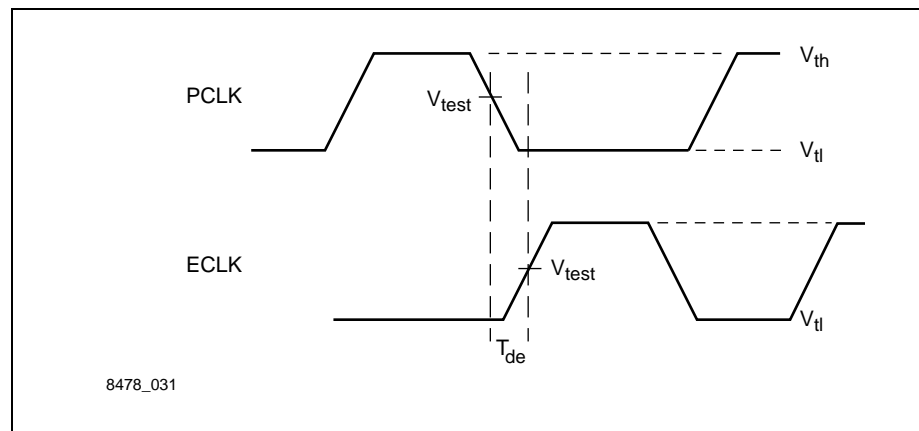 V_th
PCLK
V_test
V_tl
ECLK
V_test
V_tl
T_de
8478_031